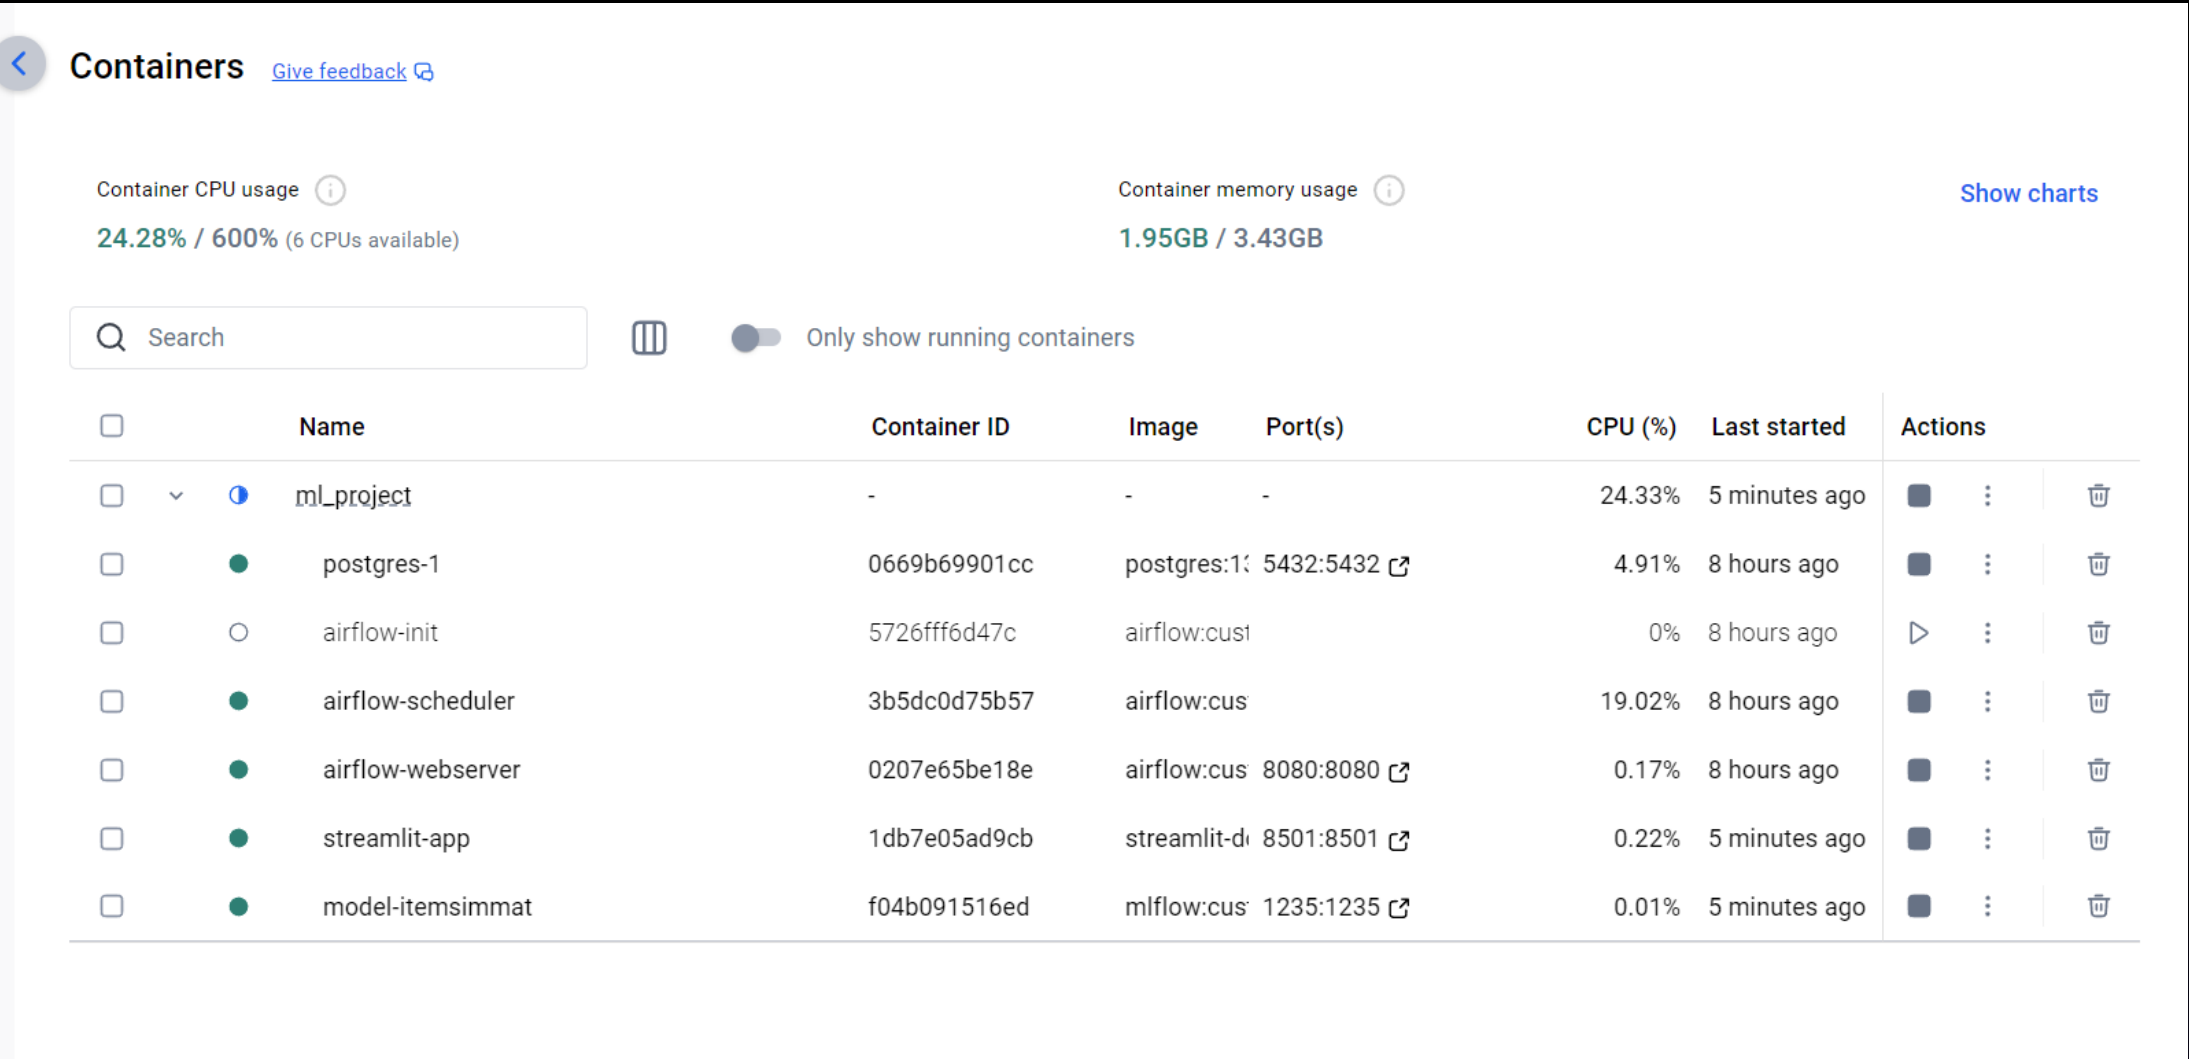 Containers Give feedback
Container CPU usage
24.28% / 600% (6 CPUs available)
Container memory usage
1.95GB / 3.43GB
Show charts
Search
Only show running containers
Name Container ID Image Port(s) CPU (%) Last started Actions
ml_project - - - 24.33% 5 minutes ago
postgres-1 0669b69901cc postgres:13 5432:5432 4.91% 8 hours ago
airflow-init 5726fff6d47c airflow:cust 0% 8 hours ago
airflow-scheduler 3b5dc0d75b57 airflow:cus 19.02% 8 hours ago
airflow-webserver 0207e65be18e airflow:cus 8080:8080 0.17% 8 hours ago
streamlit-app 1db7e05ad9cb streamlit-d 8501:8501 0.22% 5 minutes ago
model-itemsimmat f04b091516ed mlflow:cus 1235:1235 0.01% 5 minutes ago